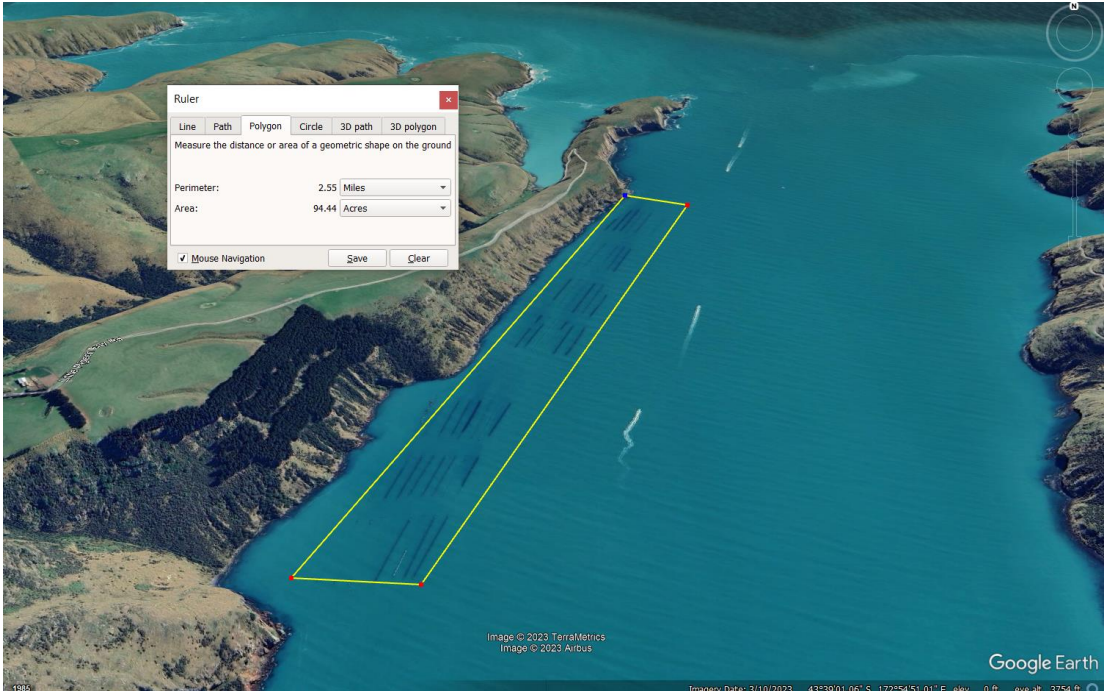 N
Ruler
Line Path Polygon Circle 3D path 3D polygon
Measure the distance or area of a geometric shape on the ground
Perimeter: 2.55 Miles
Area: 94.44 Acres
Mouse Navigation Save Clear
Image © 2023 TerraMetrics
Image © 2023 Airbus
Google Earth
1985
Imagery Date: 3/10/2023 43°39'01.06" S 172°54'51.01" E elev 0 ft eye alt 3754 ft